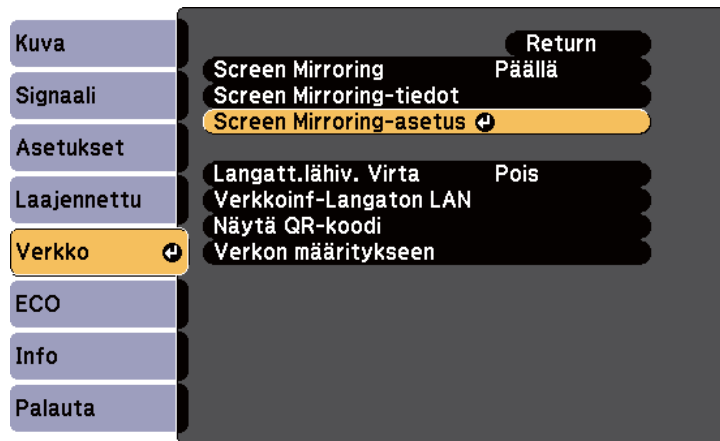 Kuva
Signaali
Asetukset
Laajennettu
Verkko
ECO
Info
Palauta
Return
Screen Mirroring Päällä
Screen Mirroring-tiedot
Screen Mirroring-asetus
Langatt.lähiv. Virta Pois
Verkkoinf-Langaton LAN
Näytä QR-koodi
Verkon määritykseen